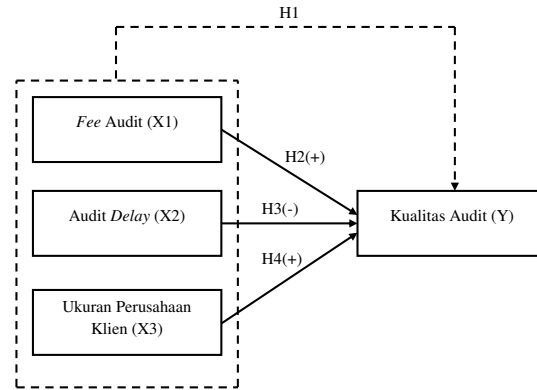 H1
Fee Audit (X1)
H2(+)
Audit Delay (X2)
H3(-)
Kualitas Audit (Y)
H4(+)
Ukuran Perusahaan
Klien (X3)